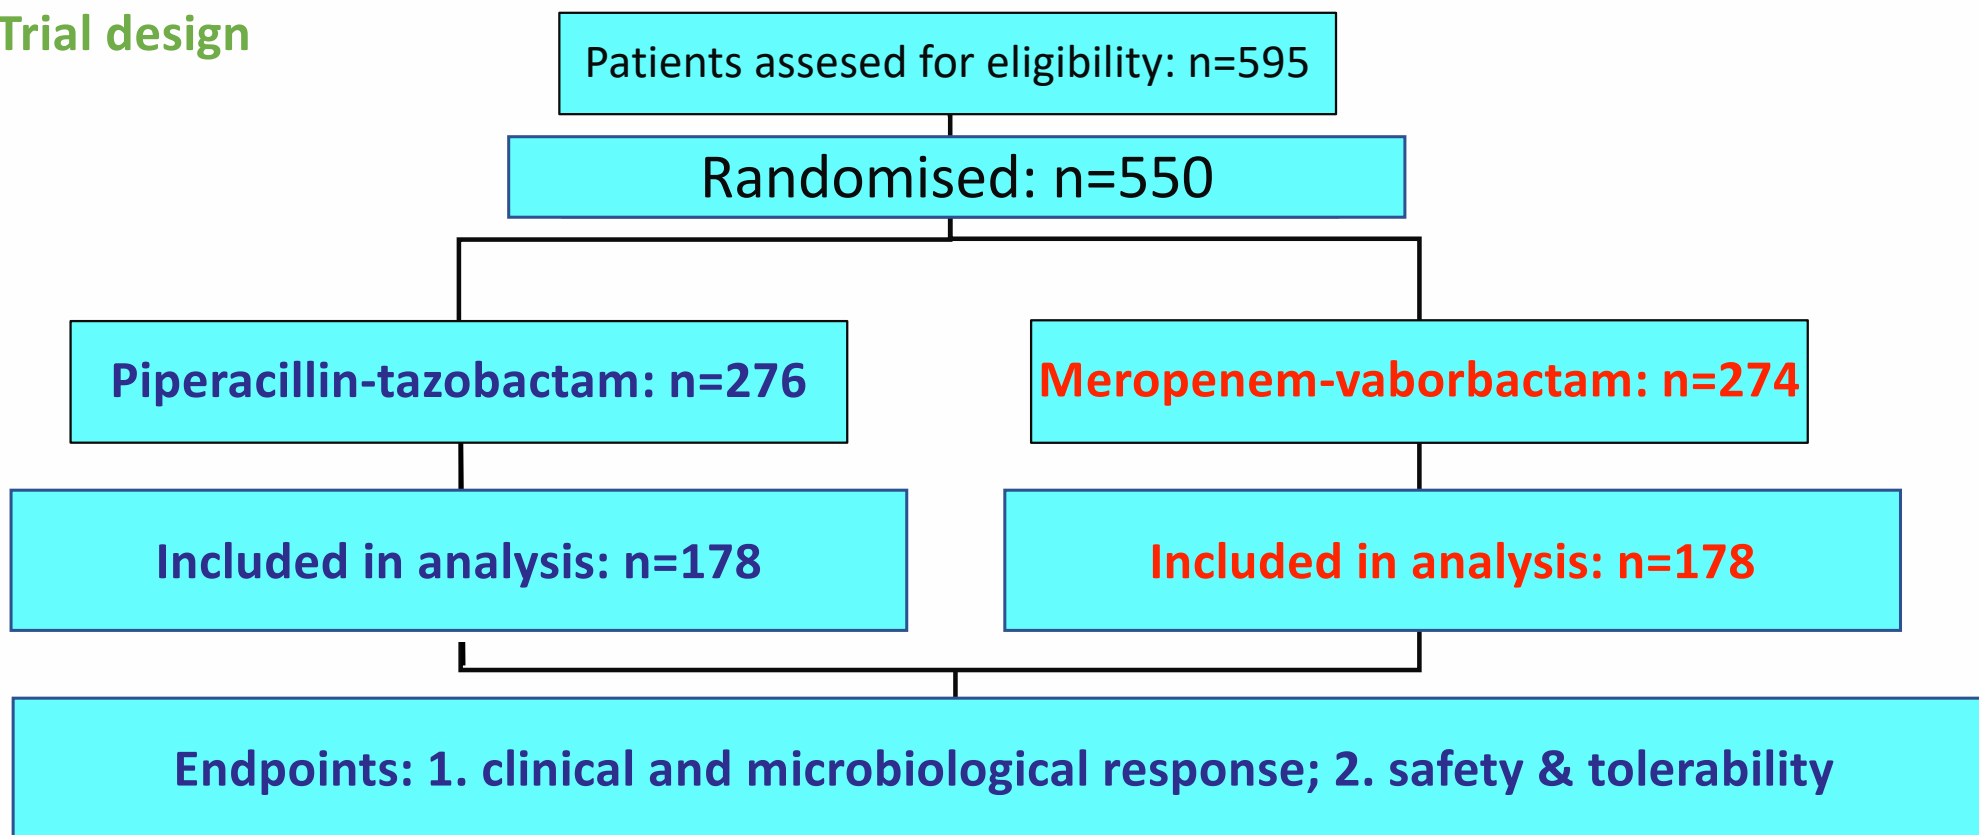 Trial design
Patients assesed for eligibility: n=595
Randomised: n=550
Piperacillin-tazobactam: n=276
Meropenem-vaborbactam: n=274
Included in analysis: n=178
Included in analysis: n=178
Endpoints: 1. clinical and microbiological response; 2. safety & tolerability